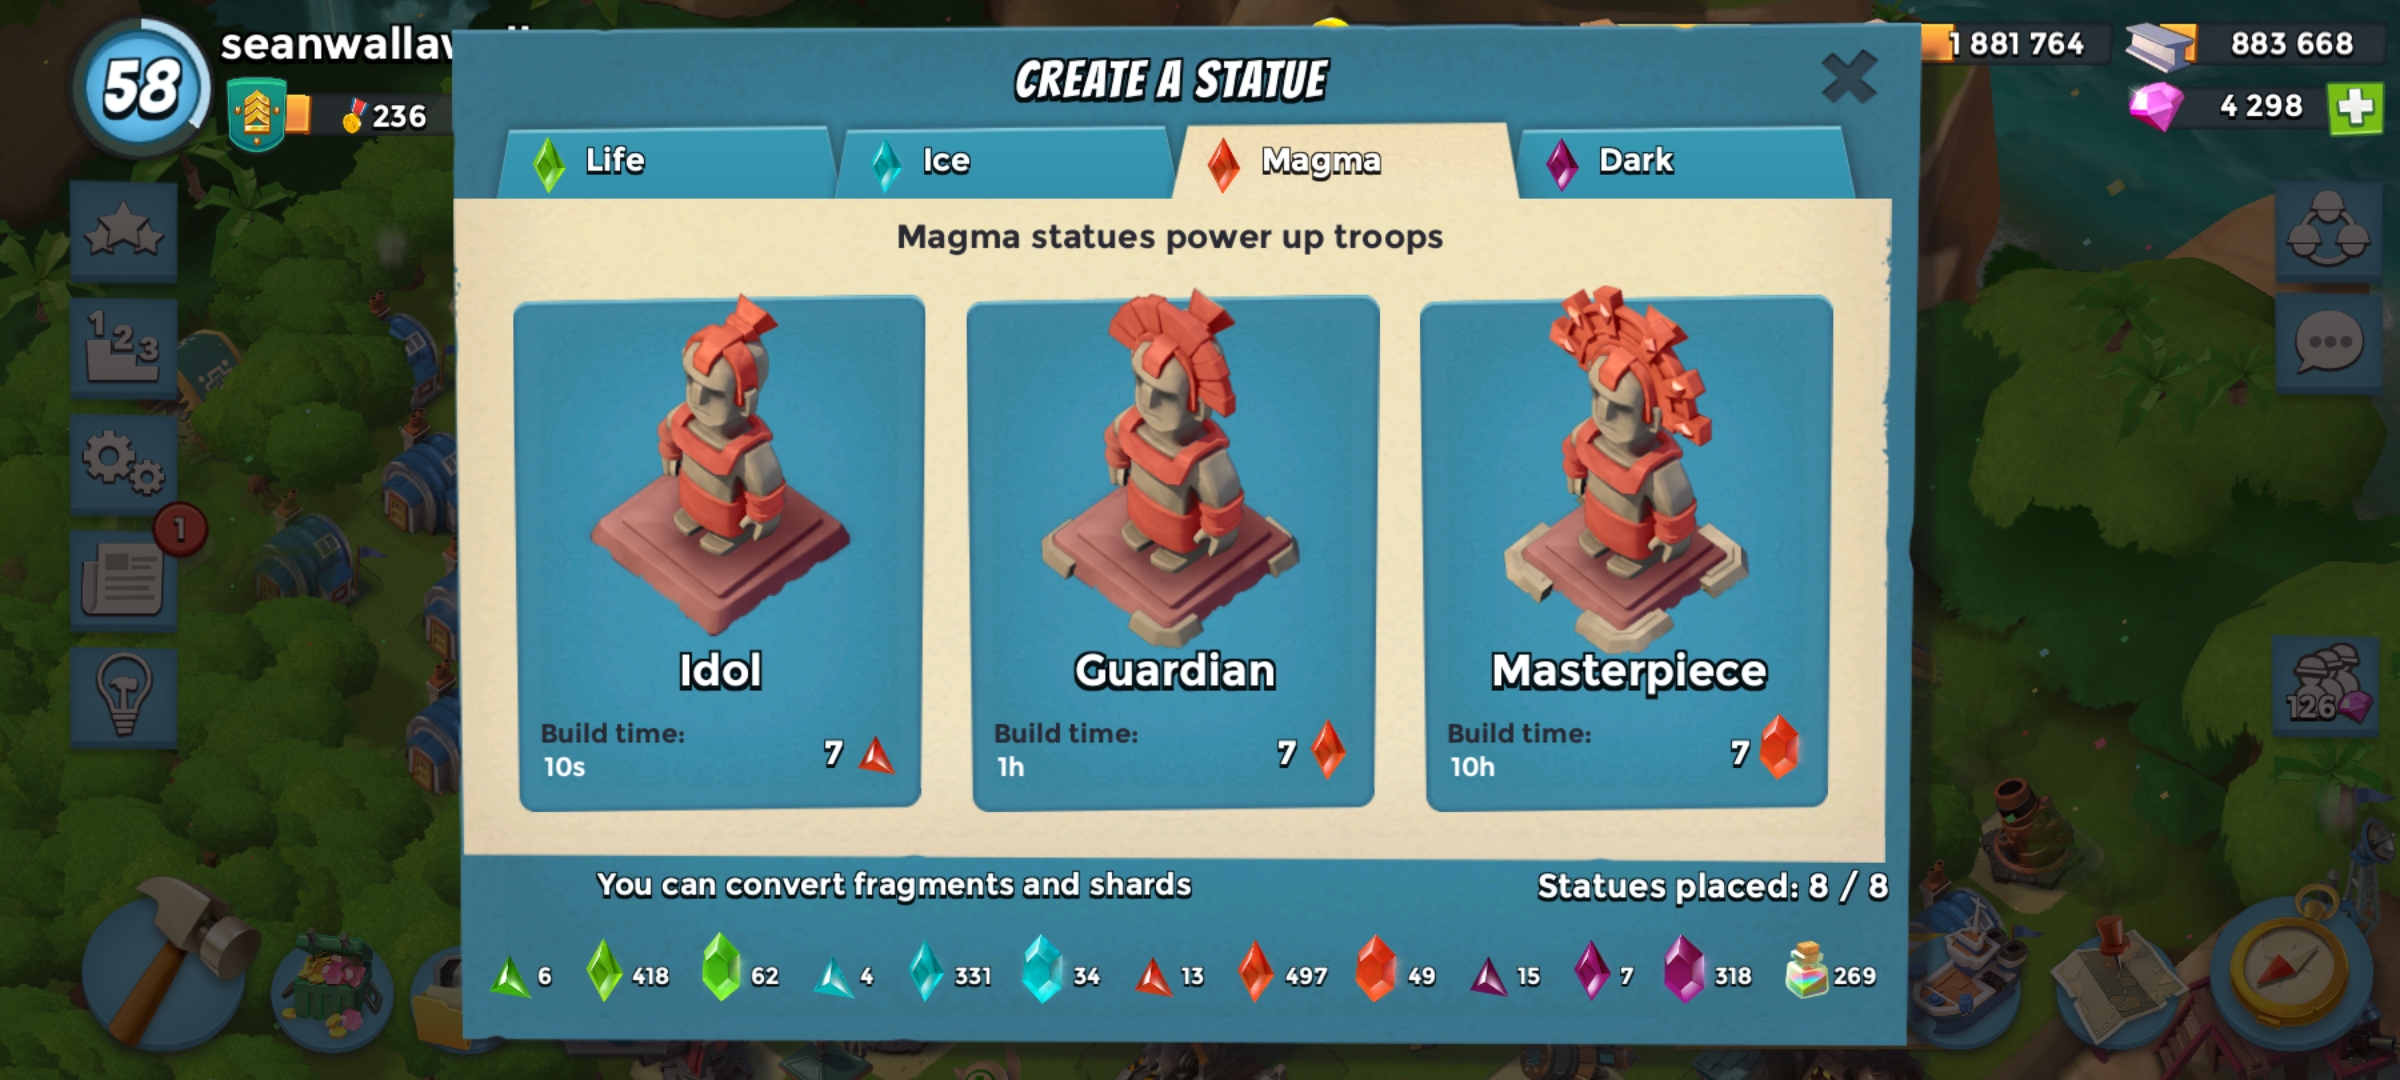 58
236
1 881 764
883 668
4 298
CREATE A STATUE
Life
Ice
Magma
Dark
Magma statues power up troops
1
2
3
1
Idol
Build time:
10s
7
Guardian
Build time:
1h
7
Masterpiece
Build time:
10h
7
126
You can convert fragments and shards
Statues placed: 8 / 8
6
418
62
4
331
34
13
497
49
15
7
318
269